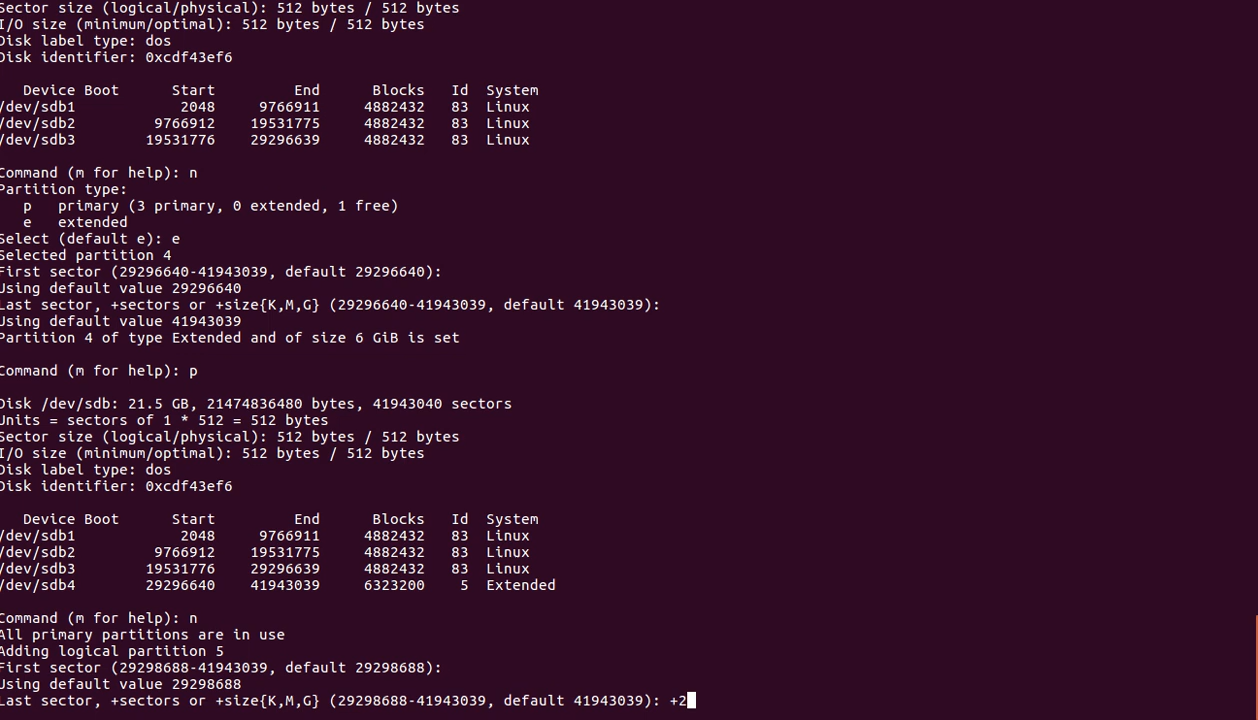 Sector size (logical/physical): 512 bytes / 512 bytes
I/O size (minimum/optimal): 512 bytes / 512 bytes
Disk label type: dos
Disk identifier: 0xcdf43ef6
Device Boot Start End Blocks Id System
/dev/sdb1 2048 9766911 4882432 83 Linux
/dev/sdb2 9766912 19531775 4882432 83 Linux
/dev/sdb3 19531776 29296639 4882432 83 Linux
Command (m for help): n
Partition type:
p primary (3 primary, 0 extended, 1 free)
e extended
Select (default e): e
Selected partition 4
First sector (29296640-41943039, default 29296640):
Using default value 29296640
Last sector, +sectors or +size{K,M,G} (29296640-41943039, default 41943039):
Using default value 41943039
Partition 4 of type Extended and of size 6 GiB is set
Command (m for help): p
Disk /dev/sdb: 21.5 GB, 21474836480 bytes, 41943040 sectors
Units = sectors of 1 * 512 = 512 bytes
Sector size (logical/physical): 512 bytes / 512 bytes
I/O size (minimum/optimal): 512 bytes / 512 bytes
Disk label type: dos
Disk identifier: 0xcdf43ef6
Device Boot Start End Blocks Id System
/dev/sdb1 2048 9766911 4882432 83 Linux
/dev/sdb2 9766912 19531775 4882432 83 Linux
/dev/sdb3 19531776 29296639 4882432 83 Linux
/dev/sdb4 29296640 41943039 6323200 5 Extended
Command (m for help): n
All primary partitions are in use
Adding logical partition 5
First sector (29298688-41943039, default 29298688):
Using default value 29298688
Last sector, +sectors or +size{K,M,G} (29298688-41943039, default 41943039): +2